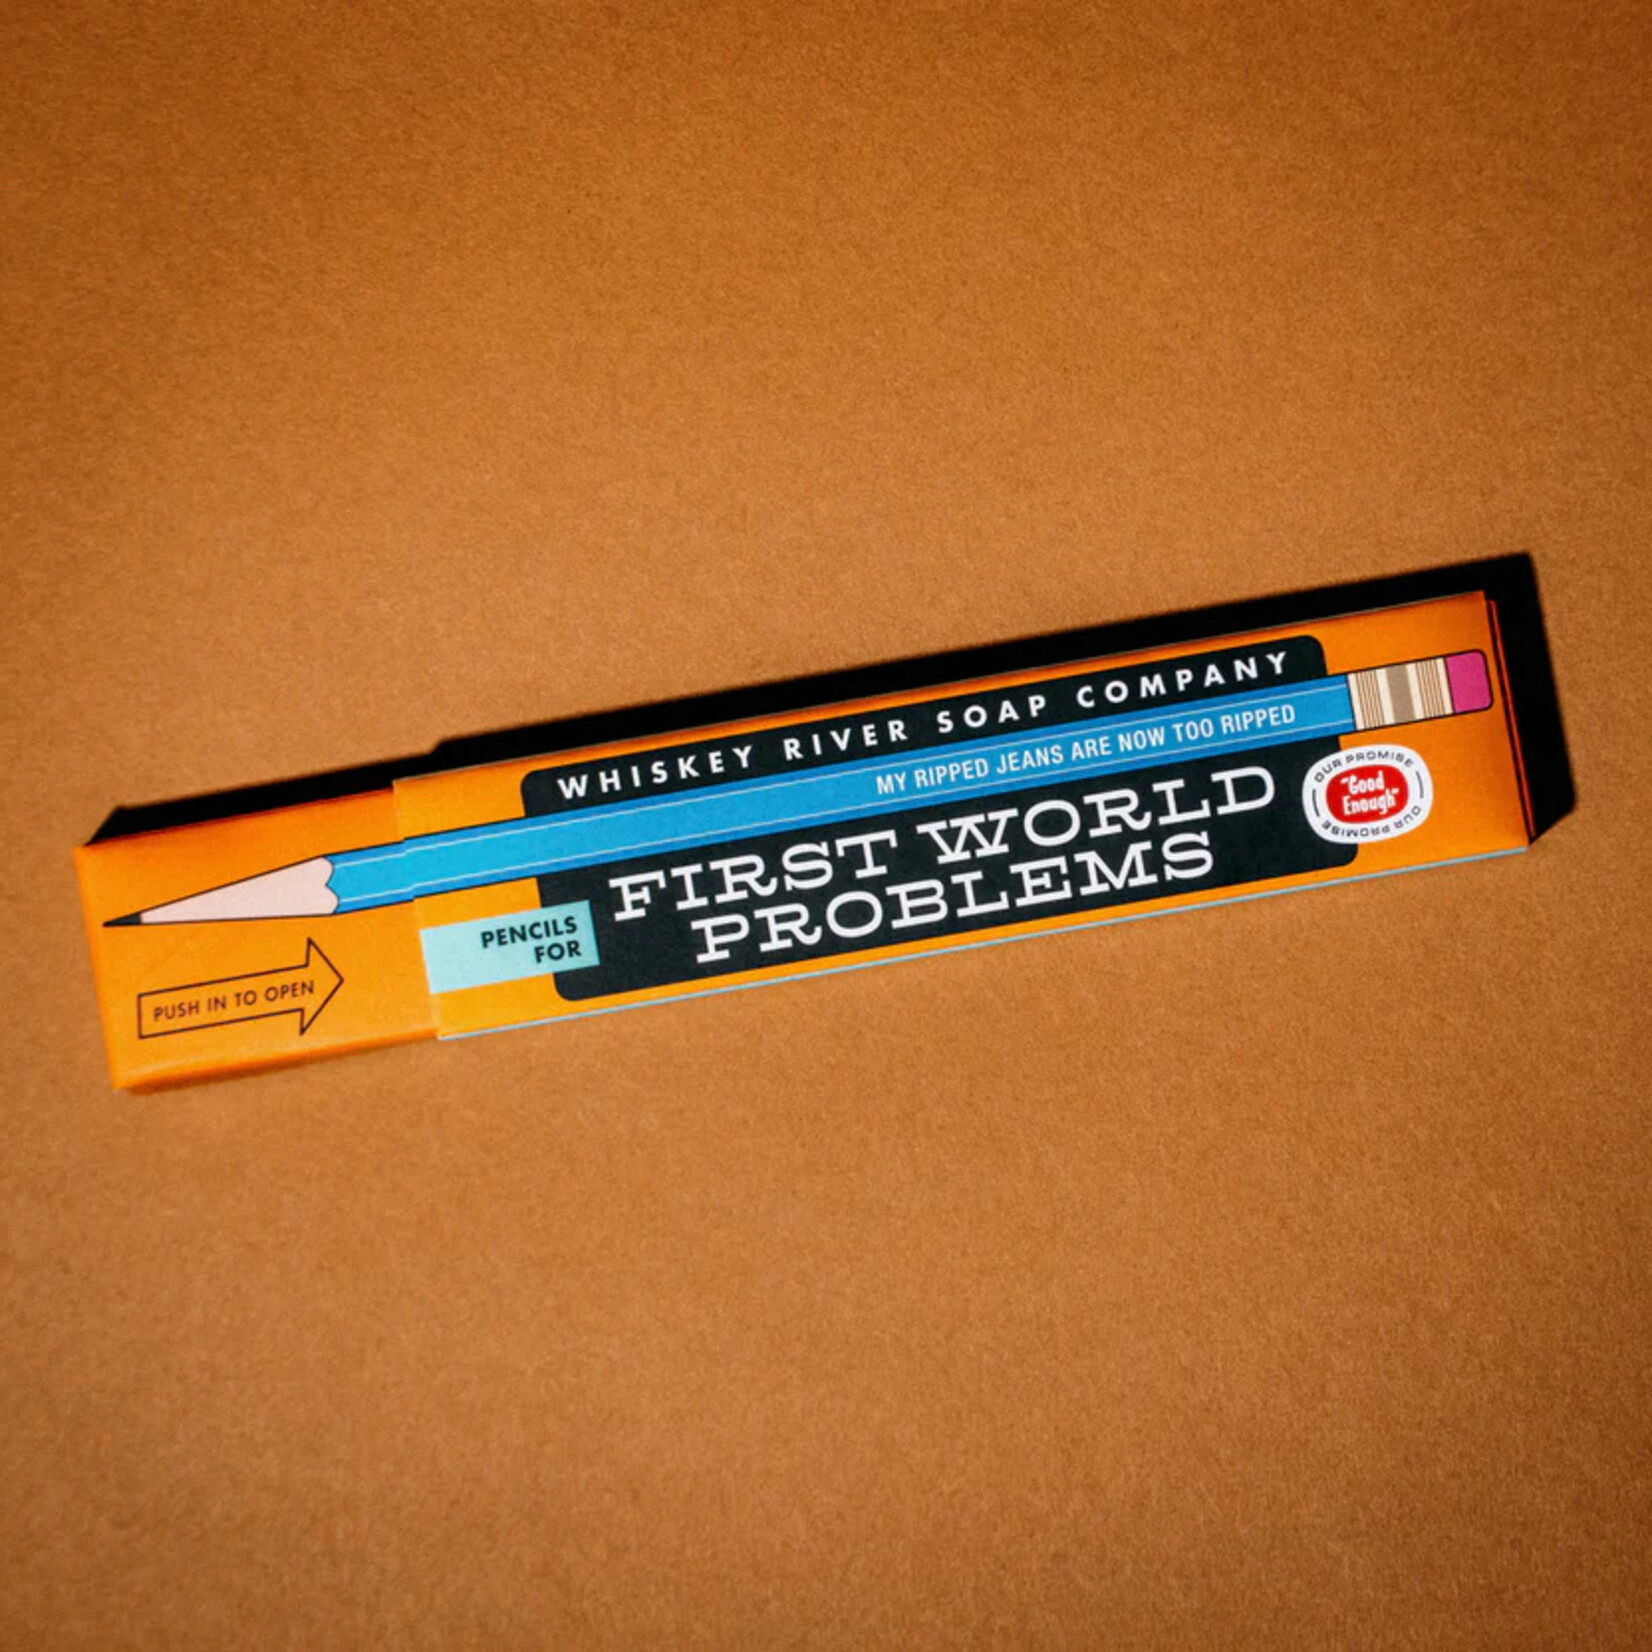 WHISKEY RIVER SOAP COMPANY
MY RIPPED JEANS ARE NOW TOO RIPPED
PENCILS
FOR
FIRST WORLD
PROBLEMS
OUR PROMISE
"Good
Enough"
OUR PROMISE
PUSH IN TO OPEN